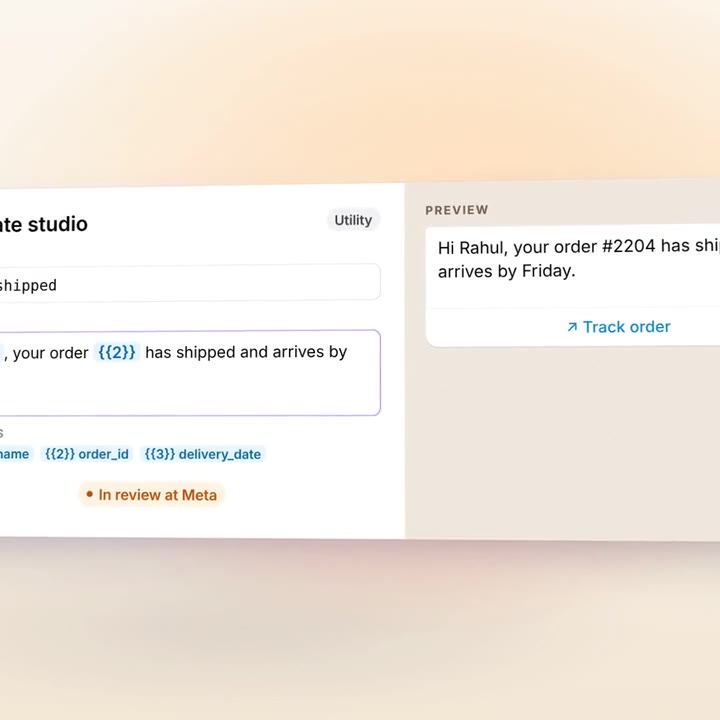 ate studio
Utility
shipped
, your order {{2}} has shipped and arrives by
S
name {{2}} order_id {{3}} delivery_date
• In review at Meta
PREVIEW
Hi Rahul, your order #2204 has ship
arrives by Friday.
↗ Track order